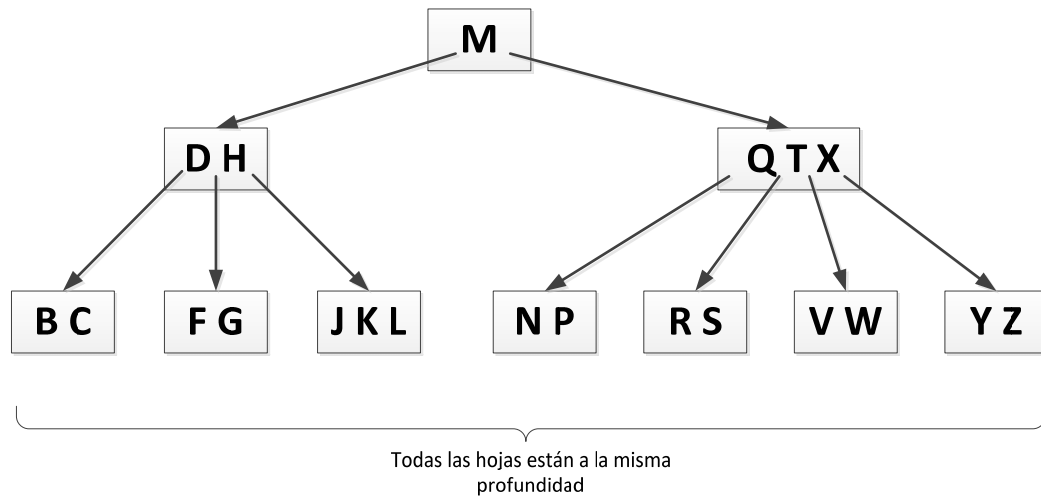 M
D H
Q T X
B C
F G
J K L
N P
R S
V W
Y Z
Todas las hojas están a la misma
profundidad